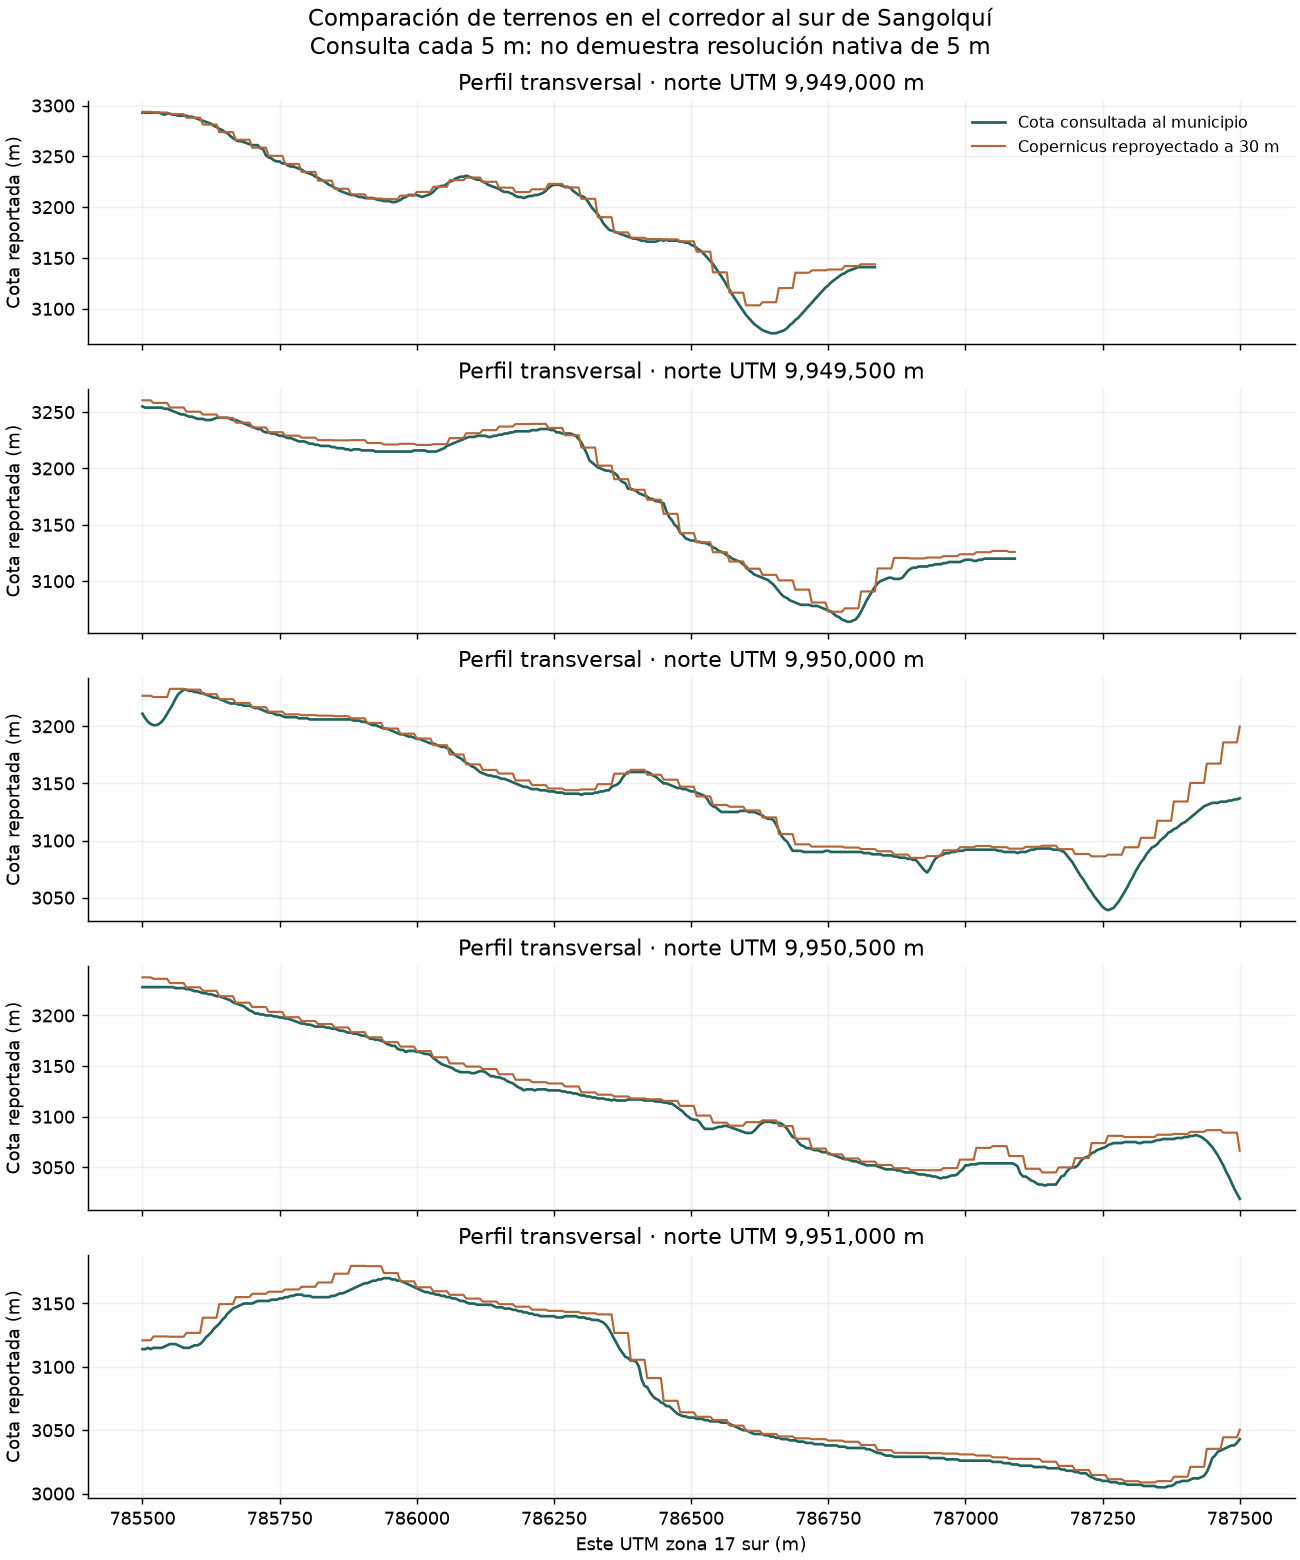 Comparación de terrenos en el corredor al sur de Sangolquí
Consulta cada 5 m: no demuestra resolución nativa de 5 m
Perfil transversal · norte UTM 9,949,000 m
Cota reportada (m)
3300
3250
3200
3150
3100
Cota consultada al municipio
Copernicus reproyectado a 30 m
Perfil transversal · norte UTM 9,949,500 m
Cota reportada (m)
3250
3200
3150
3100
Perfil transversal · norte UTM 9,950,000 m
Cota reportada (m)
3200
3150
3100
3050
Perfil transversal · norte UTM 9,950,500 m
Cota reportada (m)
3200
3150
3100
3050
Perfil transversal · norte UTM 9,951,000 m
Cota reportada (m)
3150
3100
3050
3000
785500 785750 786000 786250 786500 786750 787000 787250 787500
Este UTM zona 17 sur (m)